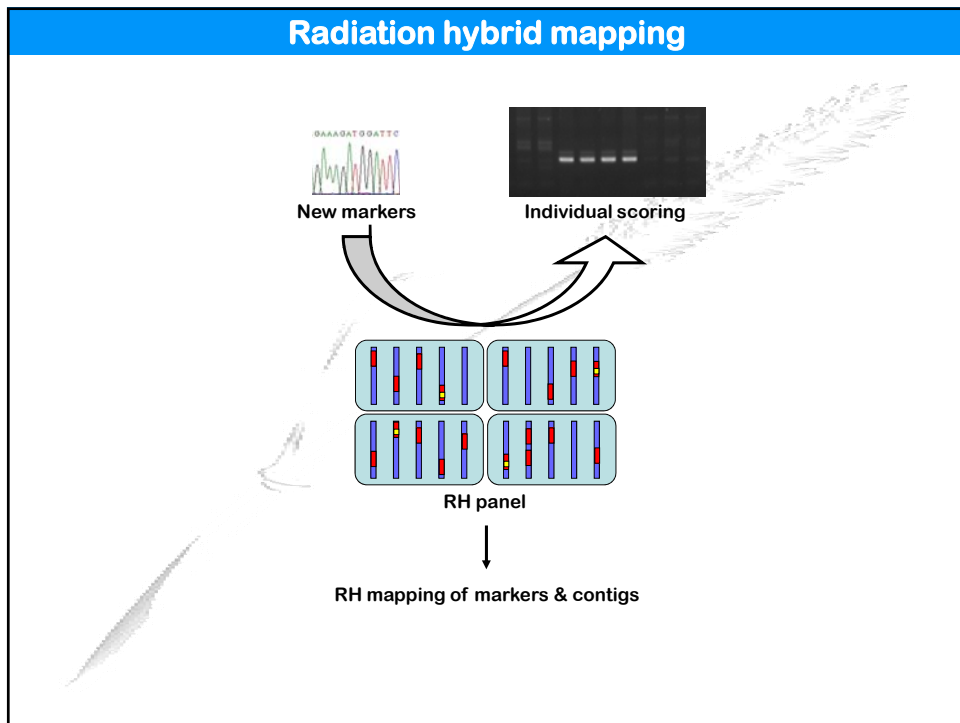 Radiation hybrid mapping
GAAAGATGGATTC
New markers
Individual scoring
RH panel
RH mapping of markers & contigs